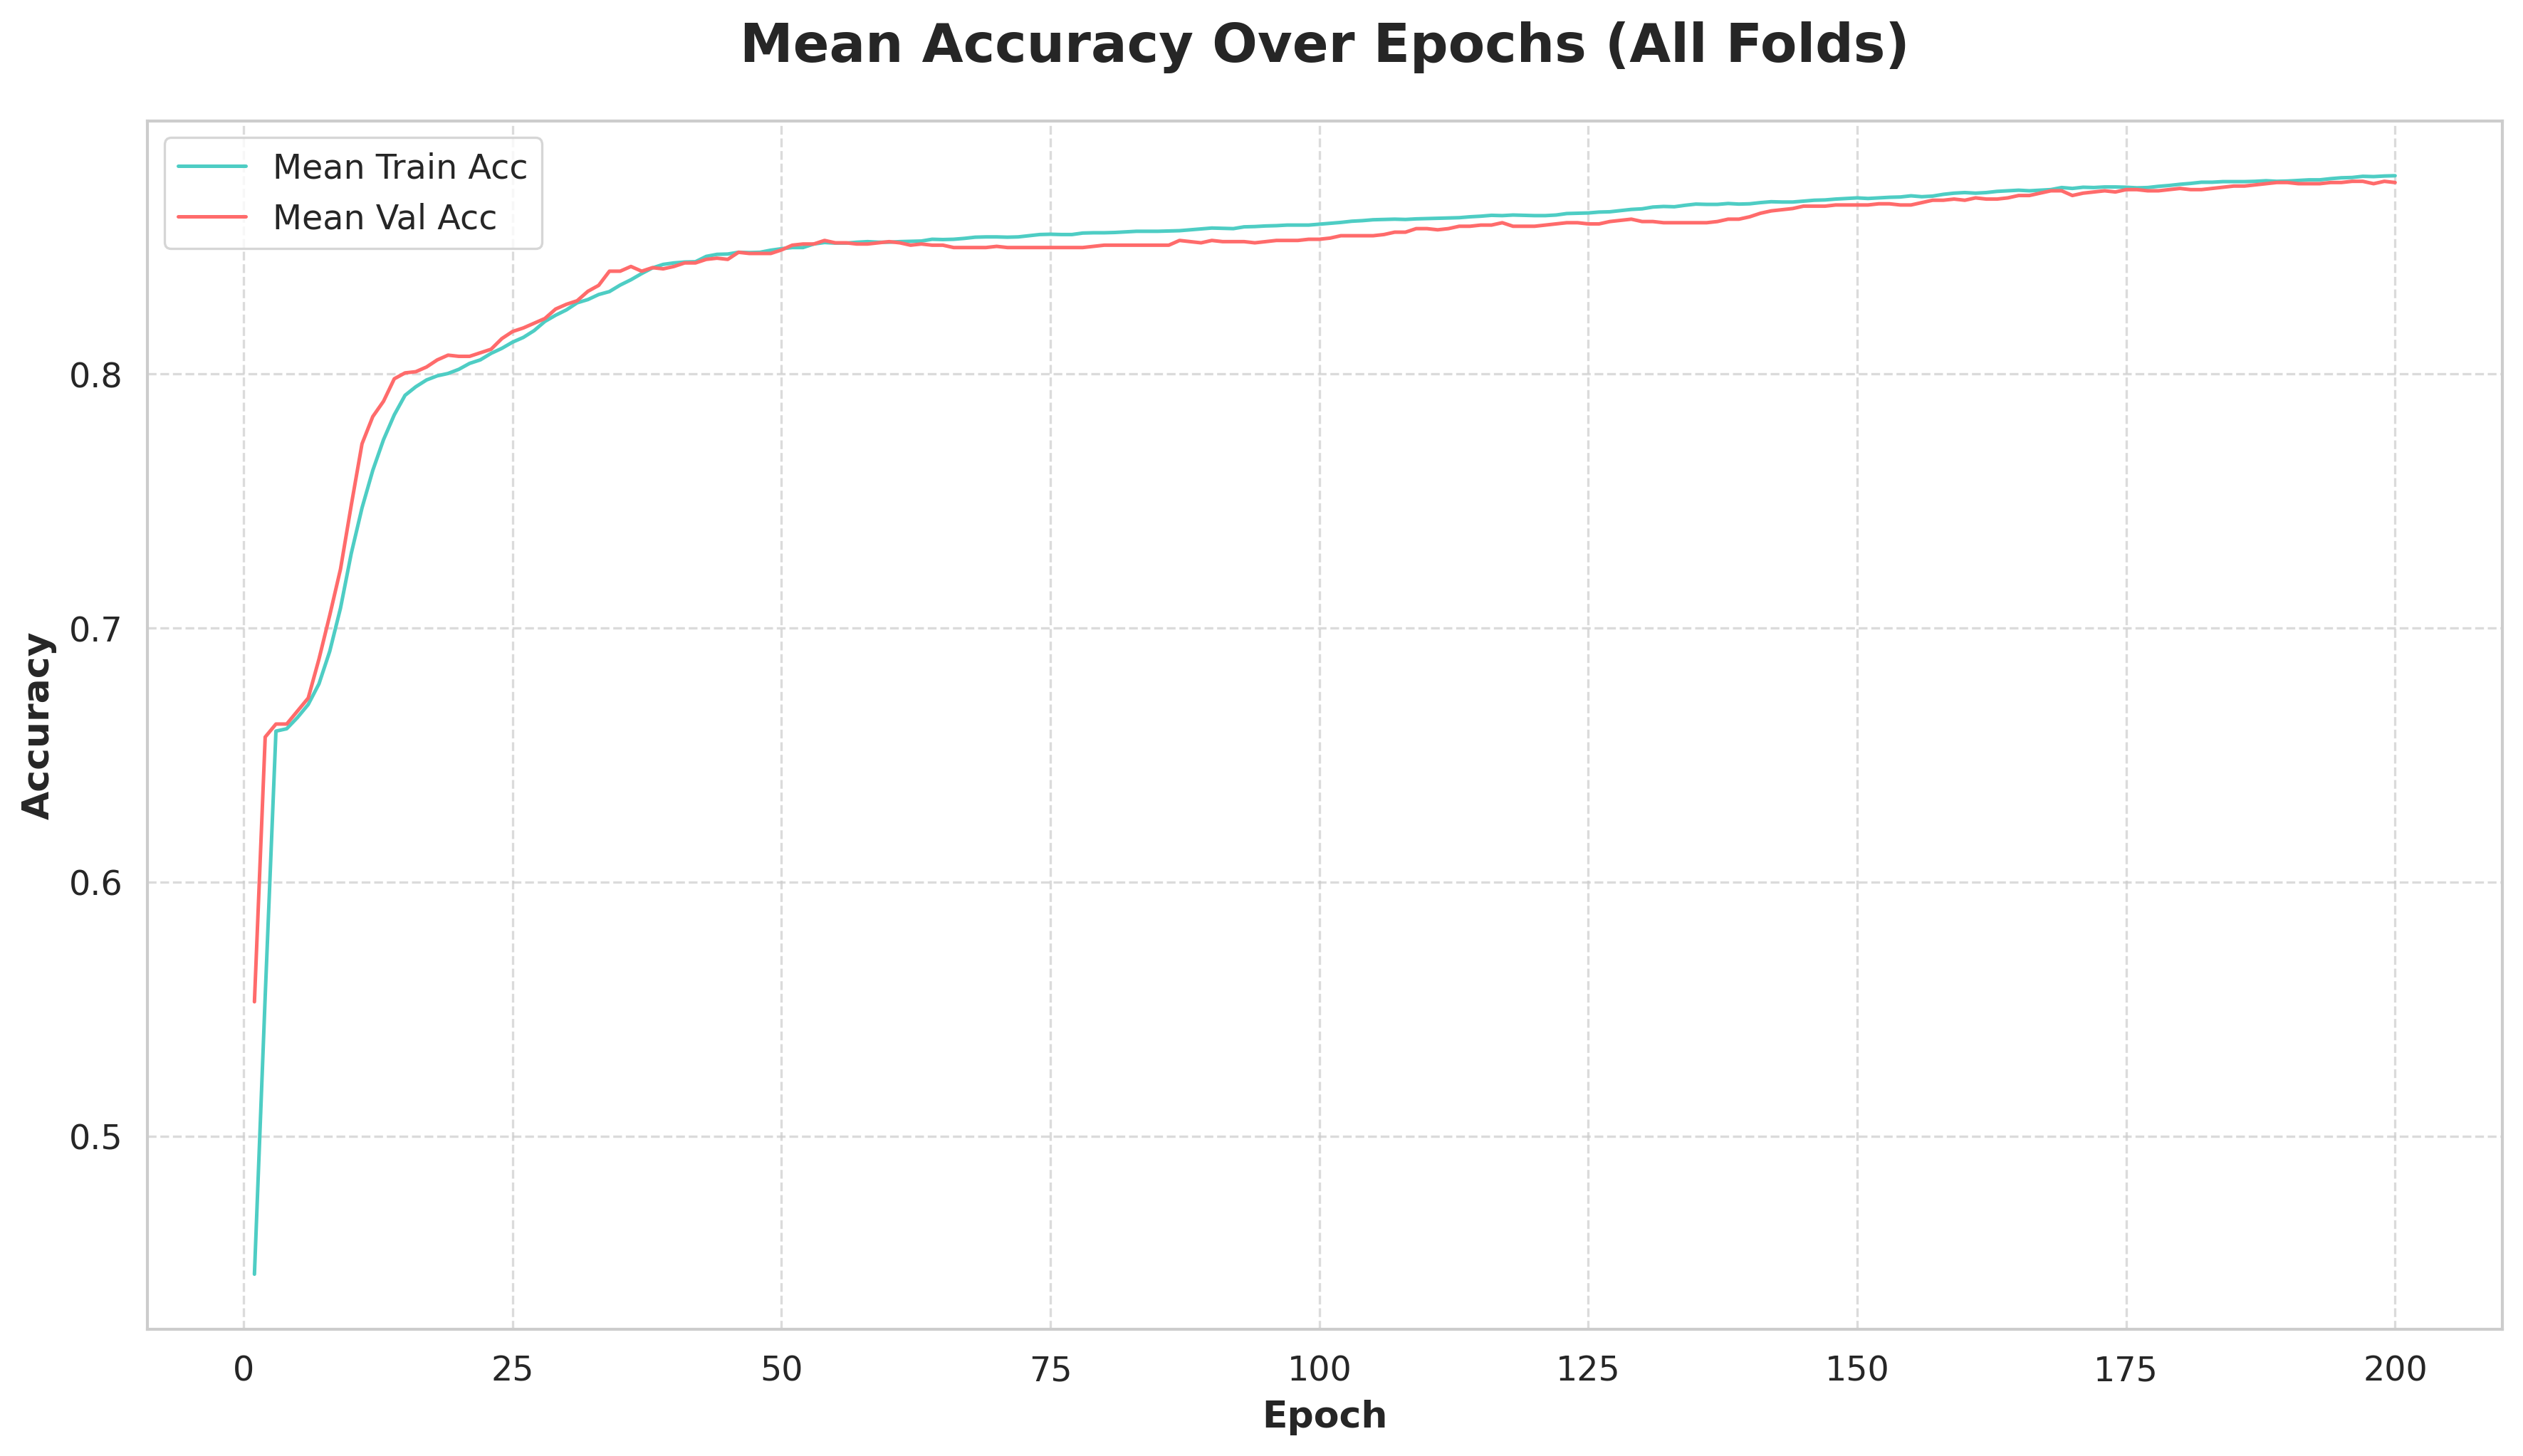 Mean Accuracy Over Epochs (All Folds)
Mean Train Acc
Mean Val Acc
Accuracy
0.8
0.7
0.6
0.5
0 25 50 75 100 125 150 175 200
Epoch